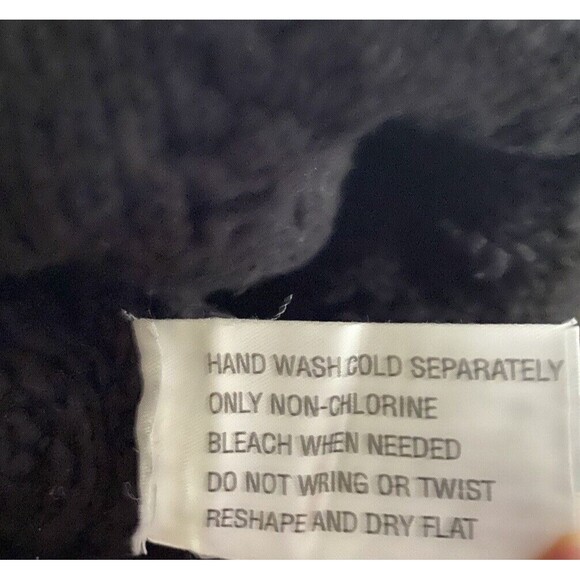 HAND WASH COLD SEPARATELY
ONLY NON-CHLORINE
BLEACH WHEN NEEDED
DO NOT WRING OR TWIST
RESHAPE AND DRY FLAT